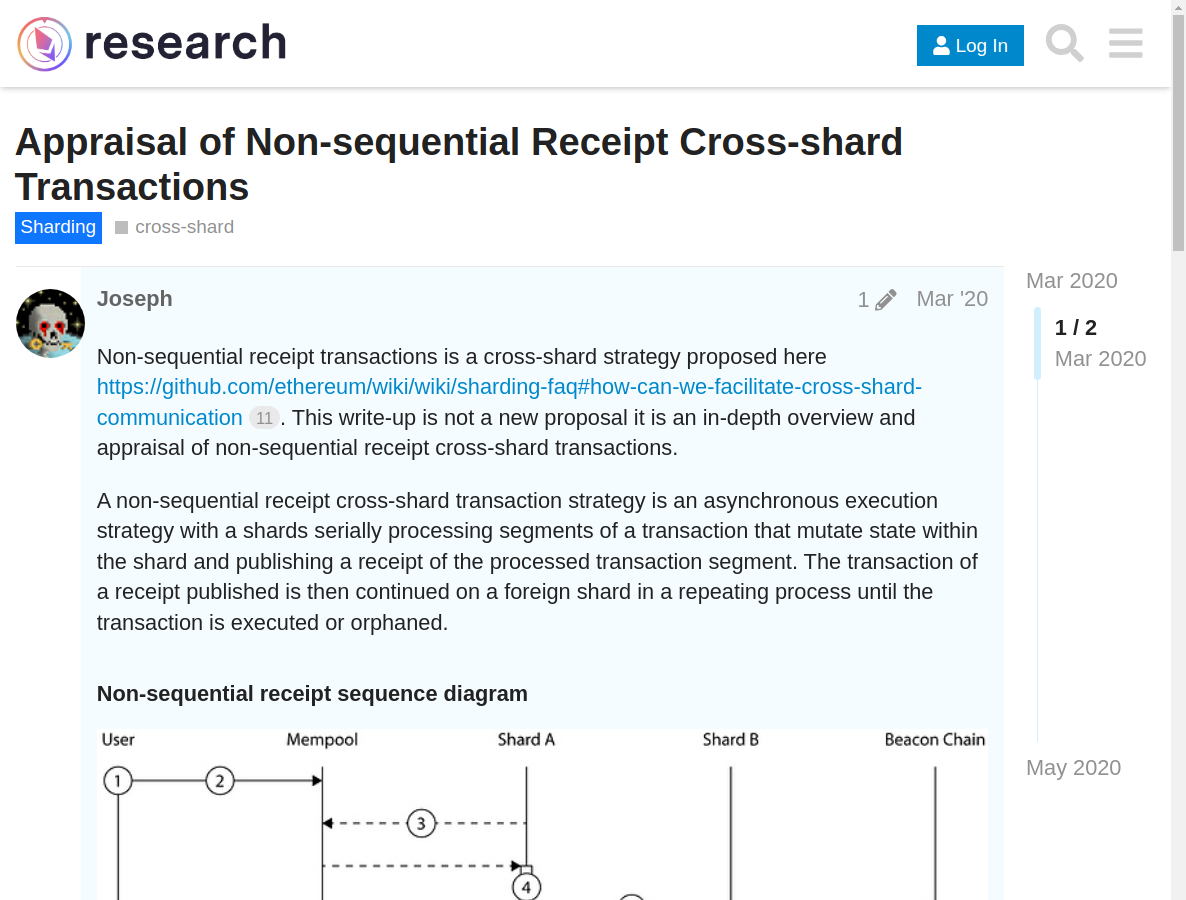 research
Log In
Appraisal of Non-sequential Receipt Cross-shard
Transactions
Sharding cross-shard
Joseph
1 Mar '20
Non-sequential receipt transactions is a cross-shard strategy proposed here
https://github.com/ethereum/wiki/wiki/sharding-faq#how-can-we-facilitate-cross-shard-
communication 11. This write-up is not a new proposal it is an in-depth overview and
appraisal of non-sequential receipt cross-shard transactions.
A non-sequential receipt cross-shard transaction strategy is an asynchronous execution
strategy with a shards serially processing segments of a transaction that mutate state within
the shard and publishing a receipt of the processed transaction segment. The transaction of
a receipt published is then continued on a foreign shard in a repeating process until the
transaction is executed or orphaned.
Non-sequential receipt sequence diagram
User Mempool Shard A Shard B Beacon Chain
1 2
3
4
Mar 2020
1 / 2
Mar 2020
May 2020